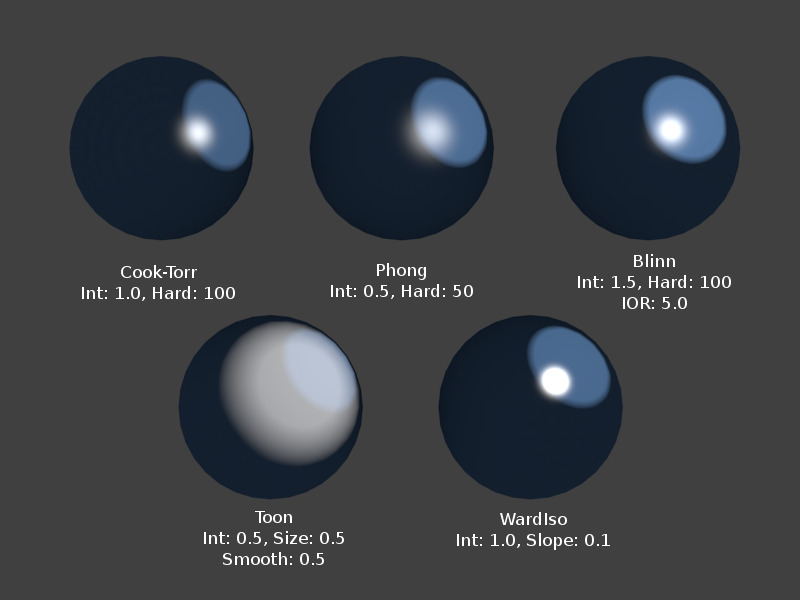 Cook-Torr
Int: 1.0, Hard: 100
Phong
Int: 0.5, Hard: 50
Blinn
Int: 1.5, Hard: 100
IOR: 5.0
Toon
Int: 0.5, Size: 0.5
Smooth: 0.5
WardIso
Int: 1.0, Slope: 0.1